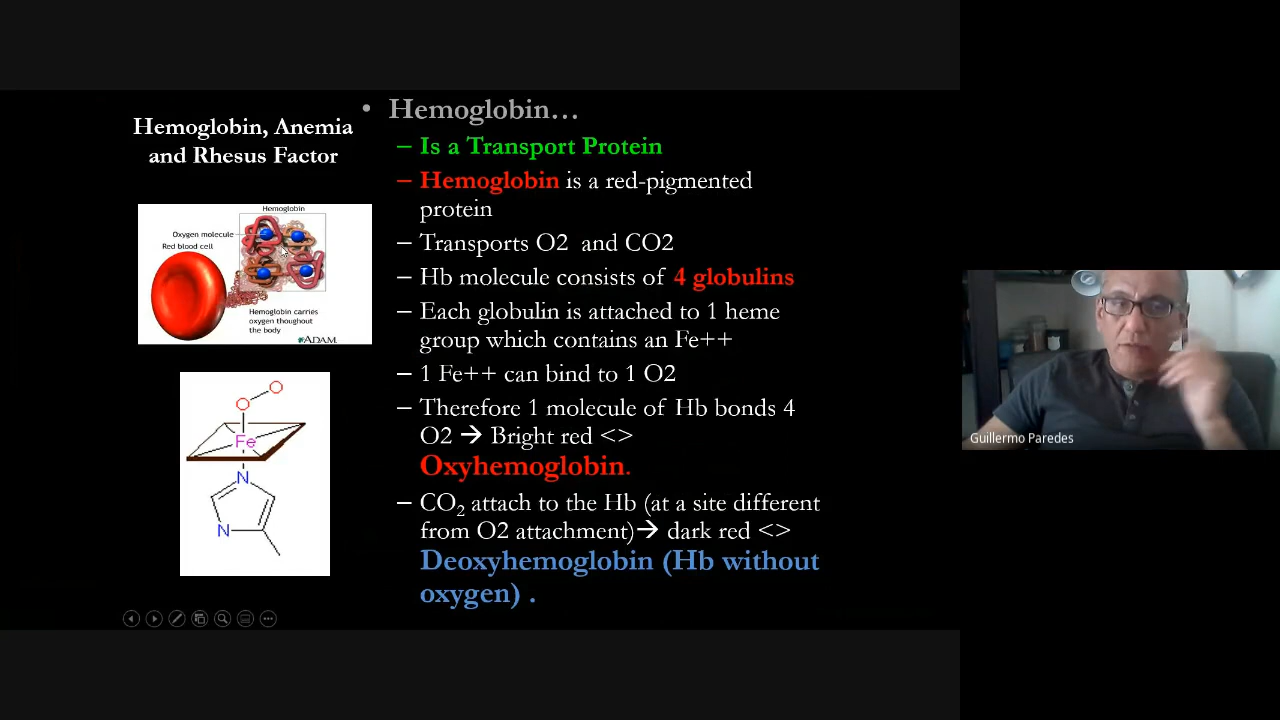 Hemoglobin, Anemia
and Rhesus Factor
Hemoglobin
Oxygen molecule
Red blood cell
Hemoglobin carries
oxygen thoughout
the body
ADAM.
O
O
Fe
N
N
• Hemoglobin…
– Is a Transport Protein
– Hemoglobin is a red-pigmented
protein
– Transports O2 and CO2
– Hb molecule consists of 4 globulins
– Each globulin is attached to 1 heme
group which contains an Fe++
– 1 Fe++ can bind to 1 O2
– Therefore 1 molecule of Hb bonds 4
O2 → Bright red <>
Oxyhemoglobin.
– CO₂ attach to the Hb (at a site different
from O2 attachment)→ dark red <>
Deoxyhemoglobin (Hb without
oxygen) .
Guillermo Paredes